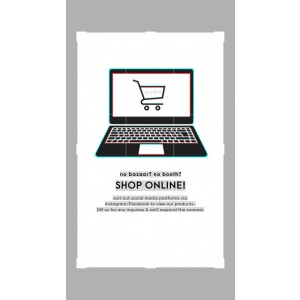 no bazaar? no booth?
SHOP ONLINE!
visit out social media platforms via
Instagram/Facebook to view our products.
DM us for any inquiries & we'll respond the soonest.